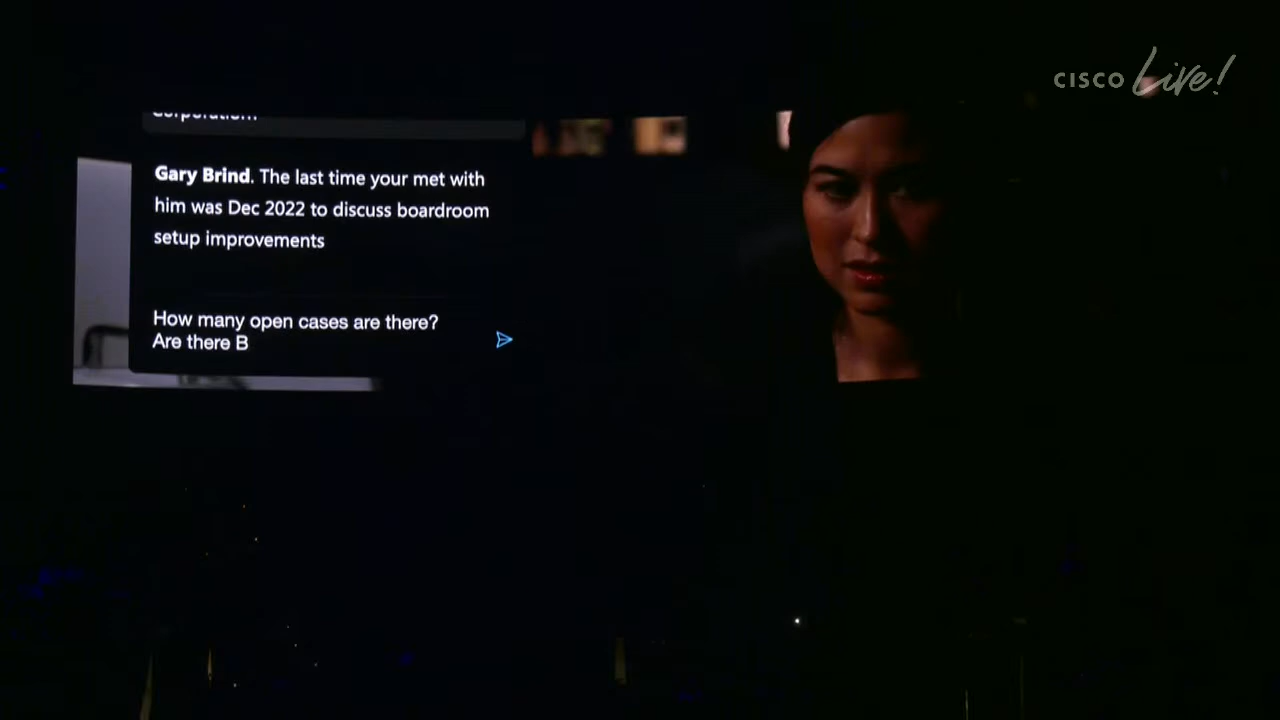 CISCO Live!
Corporation.
Gary Brind. The last time your met with
him was Dec 2022 to discuss boardroom
setup improvements
How many open cases are there?
Are there B